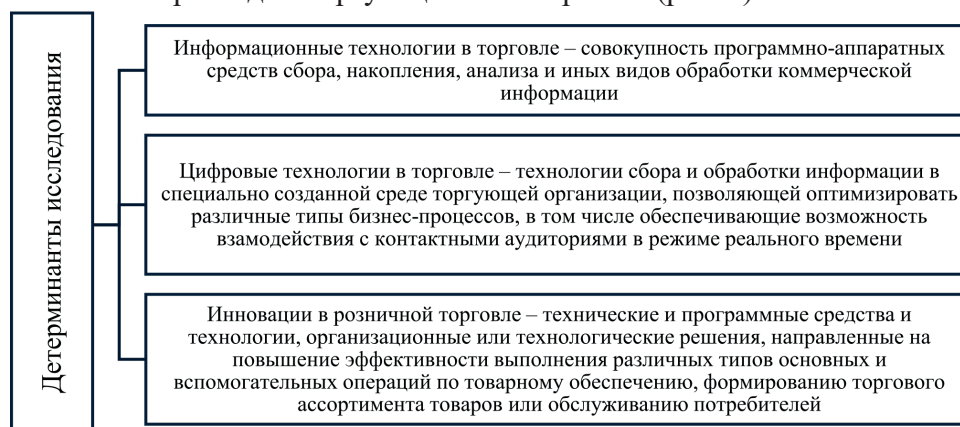 Детерминанты исследования
Информационные технологии в торговле – совокупность программно-аппаратных
средств сбора, накопления, анализа и иных видов обработки коммерческой
информации
Цифровые технологии в торговле – технологии сбора и обработки информации в
специально созданной среде торгующей организации, позволяющей оптимизировать
различные типы бизнес-процессов, в том числе обеспечивающие возможность
взамодействия с контактными аудиториями в режиме реального времени
Инновации в розничной торговле – технические и программные средства и
технологии, организационные или технологические решения, направленные на
повышение эффективности выполнения различных типов основных и
вспомогательных операций по товарному обеспечению, формированию торгового
ассортимента товаров или обслуживанию потребителей